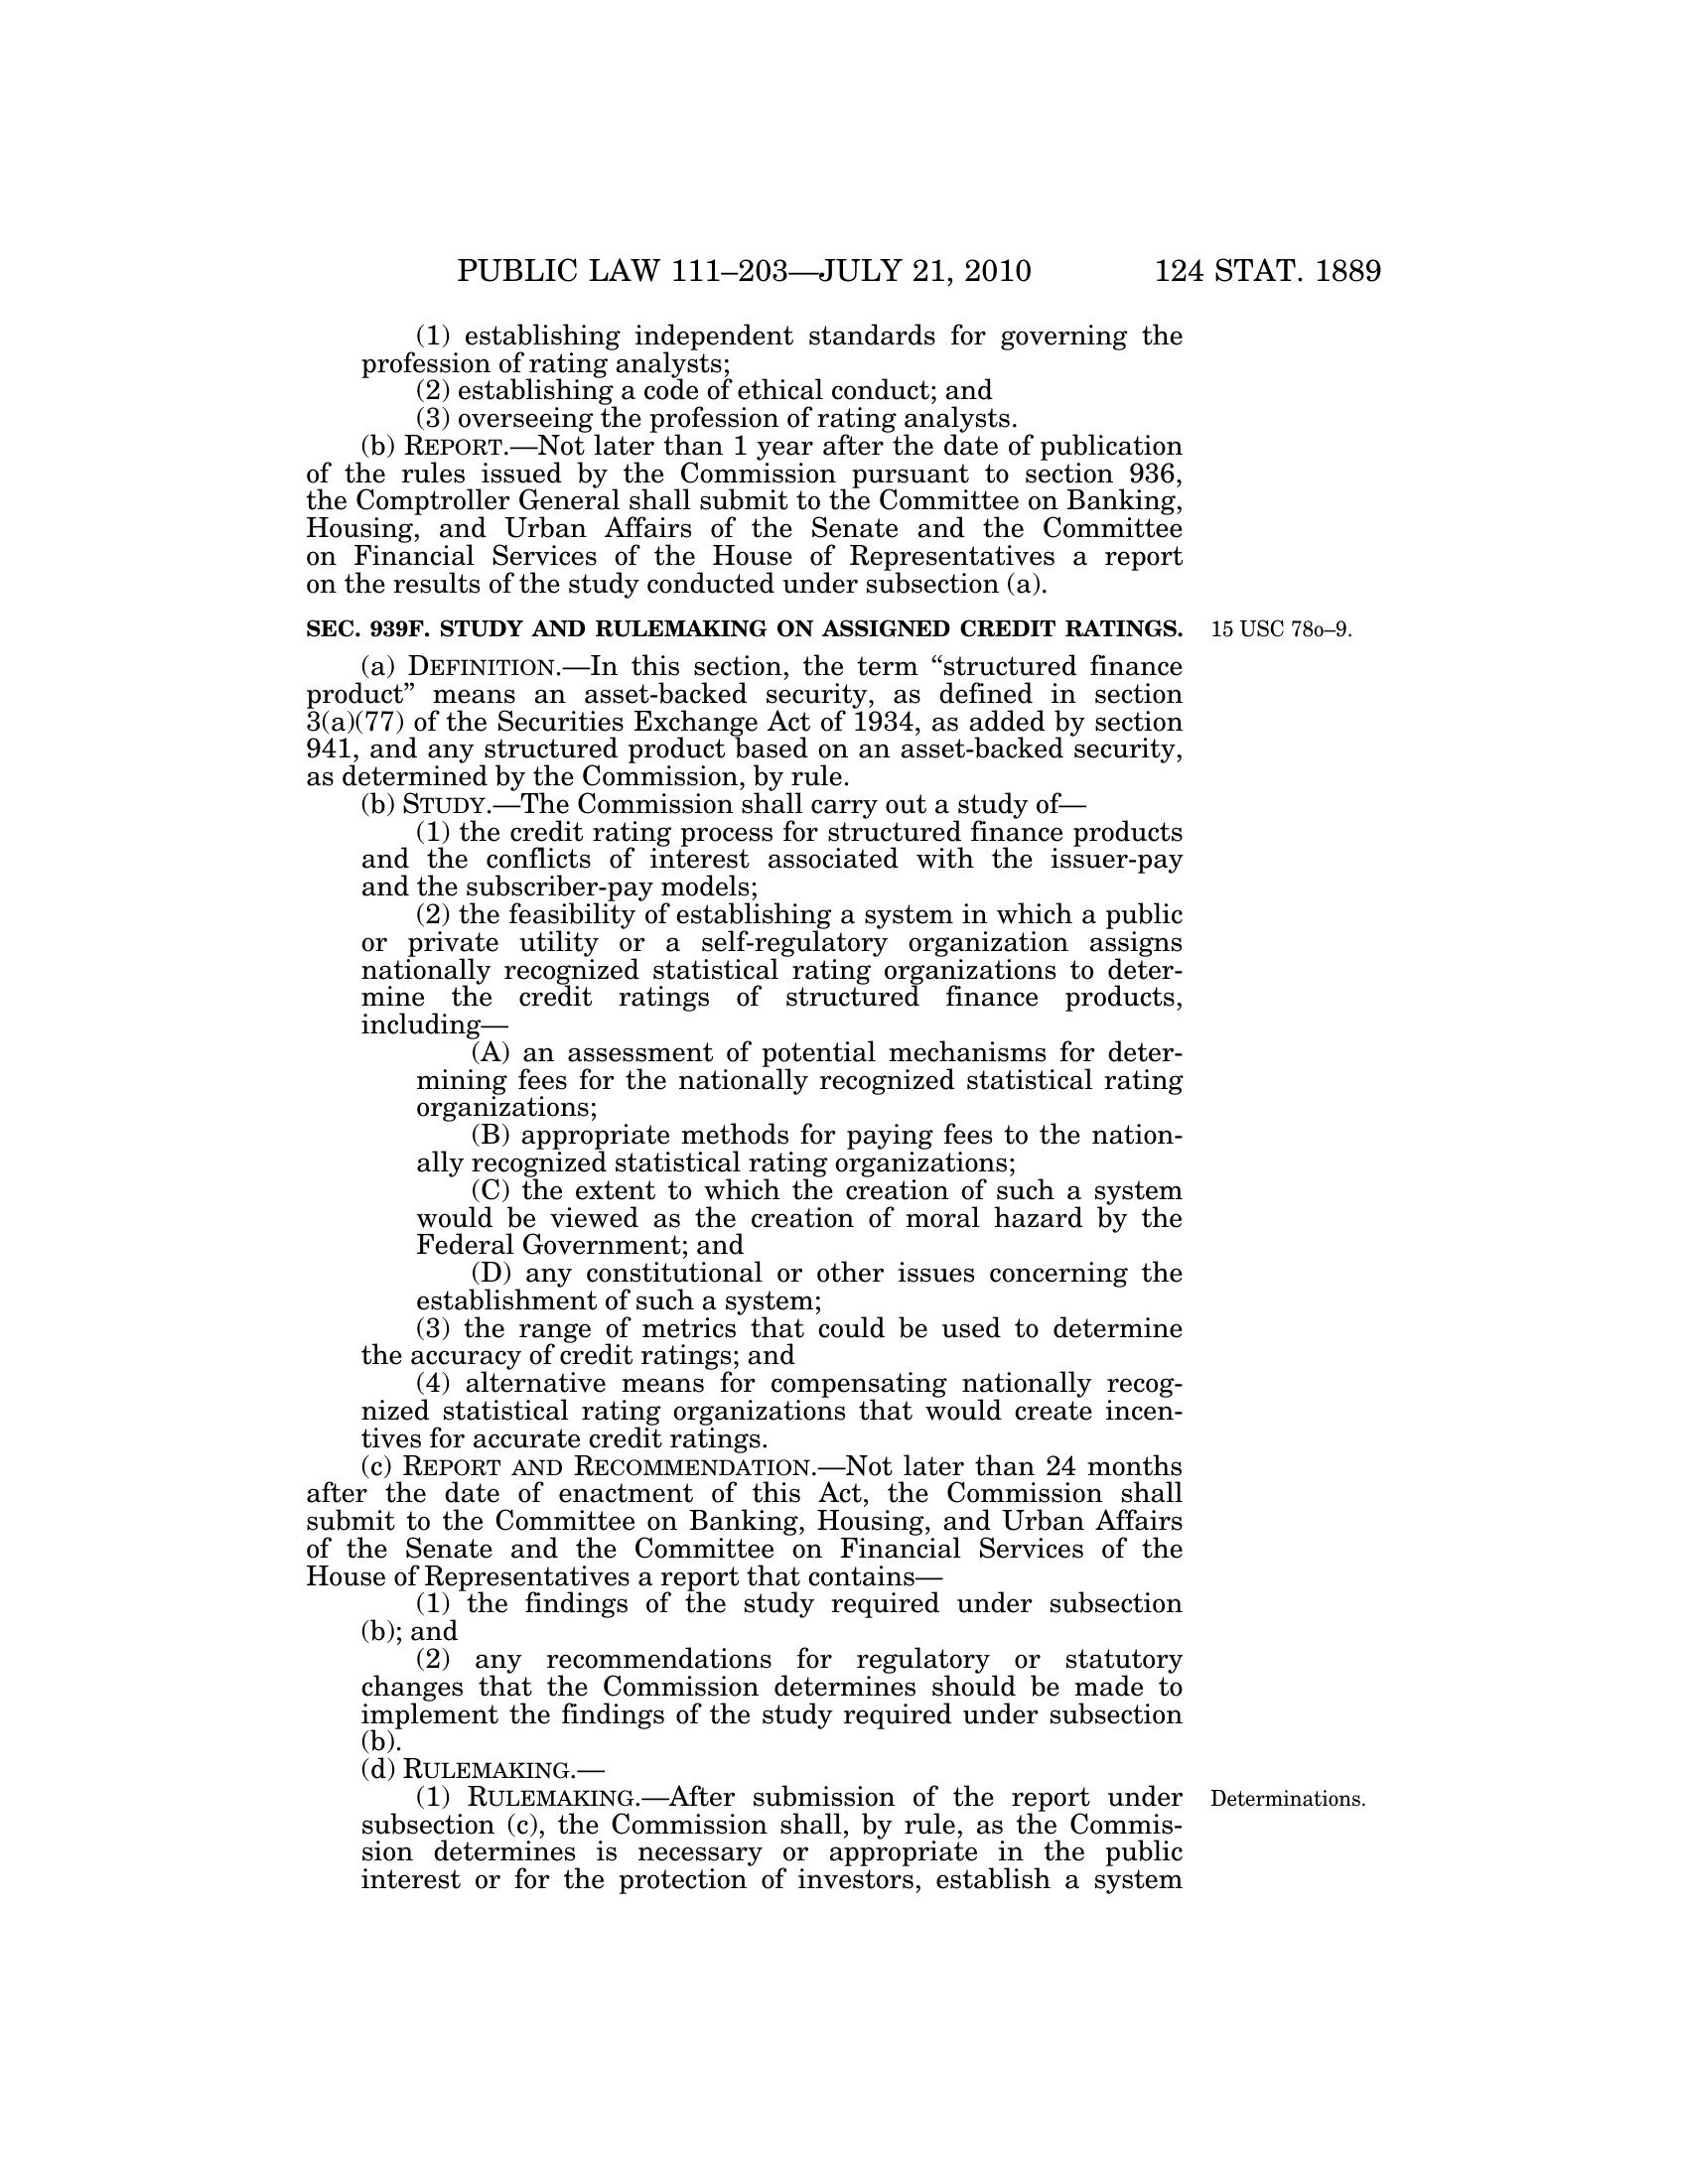 PUBLIC LAW 111–203—JULY 21, 2010 124 STAT. 1889
(1) establishing independent standards for governing the
profession of rating analysts;
(2) establishing a code of ethical conduct; and
(3) overseeing the profession of rating analysts.
(b) REPORT.—Not later than 1 year after the date of publication
of the rules issued by the Commission pursuant to section 936,
the Comptroller General shall submit to the Committee on Banking,
Housing, and Urban Affairs of the Senate and the Committee
on Financial Services of the House of Representatives a report
on the results of the study conducted under subsection (a).
SEC. 939F. STUDY AND RULEMAKING ON ASSIGNED CREDIT RATINGS. 15 USC 78o–9.
(a) DEFINITION.—In this section, the term “structured finance
product” means an asset-backed security, as defined in section
3(a)(77) of the Securities Exchange Act of 1934, as added by section
941, and any structured product based on an asset-backed security,
as determined by the Commission, by rule.
(b) STUDY.—The Commission shall carry out a study of—
(1) the credit rating process for structured finance products
and the conflicts of interest associated with the issuer-pay
and the subscriber-pay models;
(2) the feasibility of establishing a system in which a public
or private utility or a self-regulatory organization assigns
nationally recognized statistical rating organizations to deter-
mine the credit ratings of structured finance products,
including—
(A) an assessment of potential mechanisms for deter-
mining fees for the nationally recognized statistical rating
organizations;
(B) appropriate methods for paying fees to the nation-
ally recognized statistical rating organizations;
(C) the extent to which the creation of such a system
would be viewed as the creation of moral hazard by the
Federal Government; and
(D) any constitutional or other issues concerning the
establishment of such a system;
(3) the range of metrics that could be used to determine
the accuracy of credit ratings; and
(4) alternative means for compensating nationally recog-
nized statistical rating organizations that would create incen-
tives for accurate credit ratings.
(c) REPORT AND RECOMMENDATION.—Not later than 24 months
after the date of enactment of this Act, the Commission shall
submit to the Committee on Banking, Housing, and Urban Affairs
of the Senate and the Committee on Financial Services of the
House of Representatives a report that contains—
(1) the findings of the study required under subsection
(b); and
(2) any recommendations for regulatory or statutory
changes that the Commission determines should be made to
implement the findings of the study required under subsection
(b).
(d) RULEMAKING.—
(1) RULEMAKING.—After submission of the report under Determinations.
subsection (c), the Commission shall, by rule, as the Commis-
sion determines is necessary or appropriate in the public
interest or for the protection of investors, establish a system